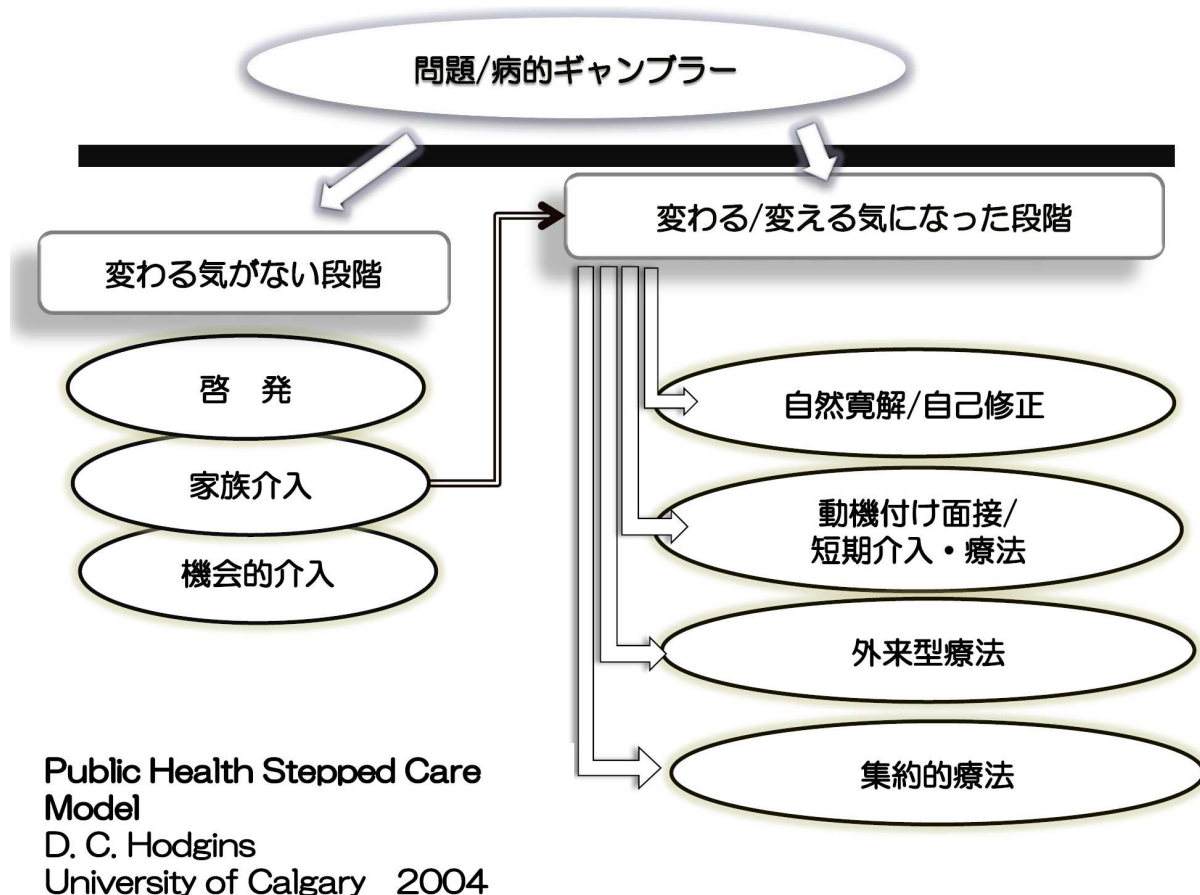 問題/病的ギャンブラー
変わる気がない段階
啓　発
家族介入
機会的介入
変わる/変える気になった段階
自然寛解/自己修正
動機付け面接/
短期介入・療法
外来型療法
集約的療法
Public Health Stepped Care
Model
D. C. Hodgins
University of Calgary　2004